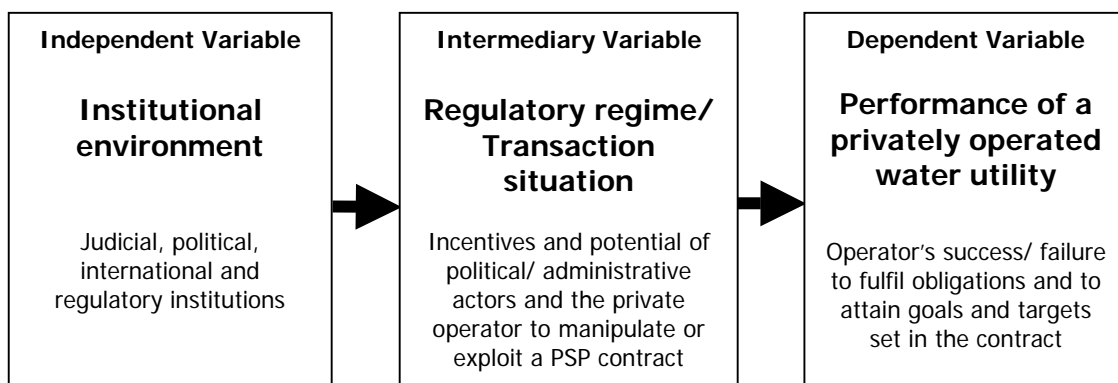 Independent Variable
Institutional
environment
Judicial, political,
international and
regulatory institutions
Intermediary Variable
Regulatory regime/
Transaction
situation
Incentives and potential of
political/ administrative
actors and the private
operator to manipulate or
exploit a PSP contract
Dependent Variable
Performance of a
privately operated
water utility
Operator’s success/ failure
to fulfil obligations and to
attain goals and targets
set in the contract